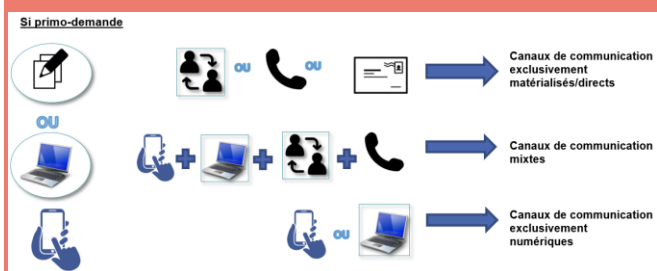 Si primo-demande
OU
OU
Canaux de communication
exclusivement
matérialisés/directs
OU
Canaux de communication
mixtes
OU
Canaux de communication
exclusivement
numériques